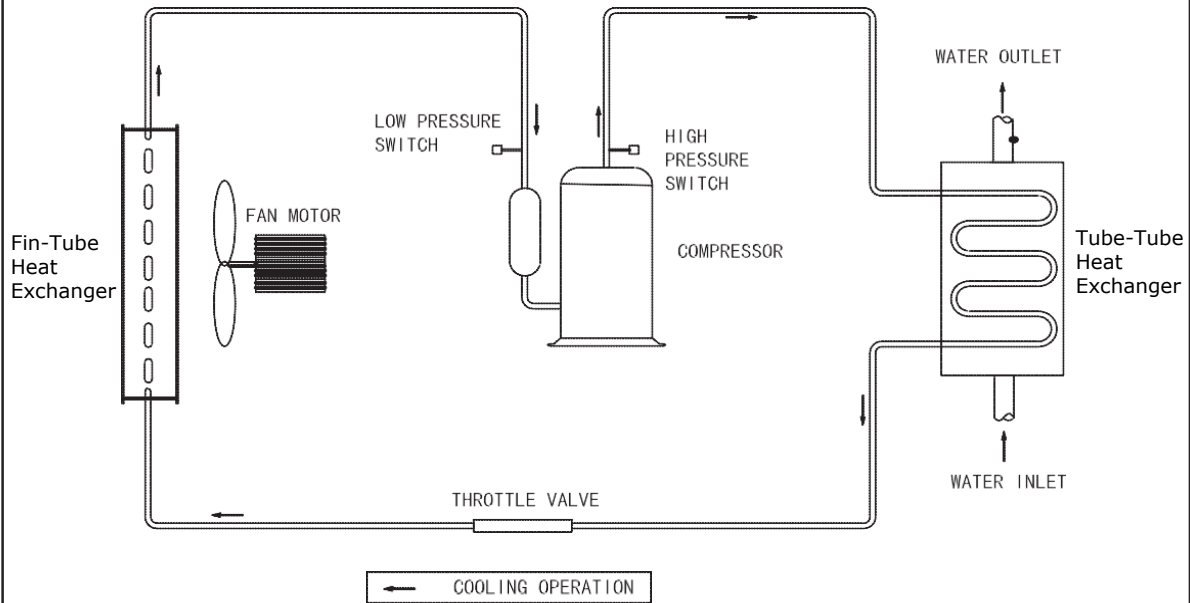 WATER OUTLET
LOW PRESSURE
SWITCH
HIGH
PRESSURE
SWITCH
FAN MOTOR
Fin-Tube
Heat
Exchanger
COMPRESSOR
Tube-Tube
Heat
Exchanger
WATER INLET
THROTTLE VALVE
COOLING OPERATION